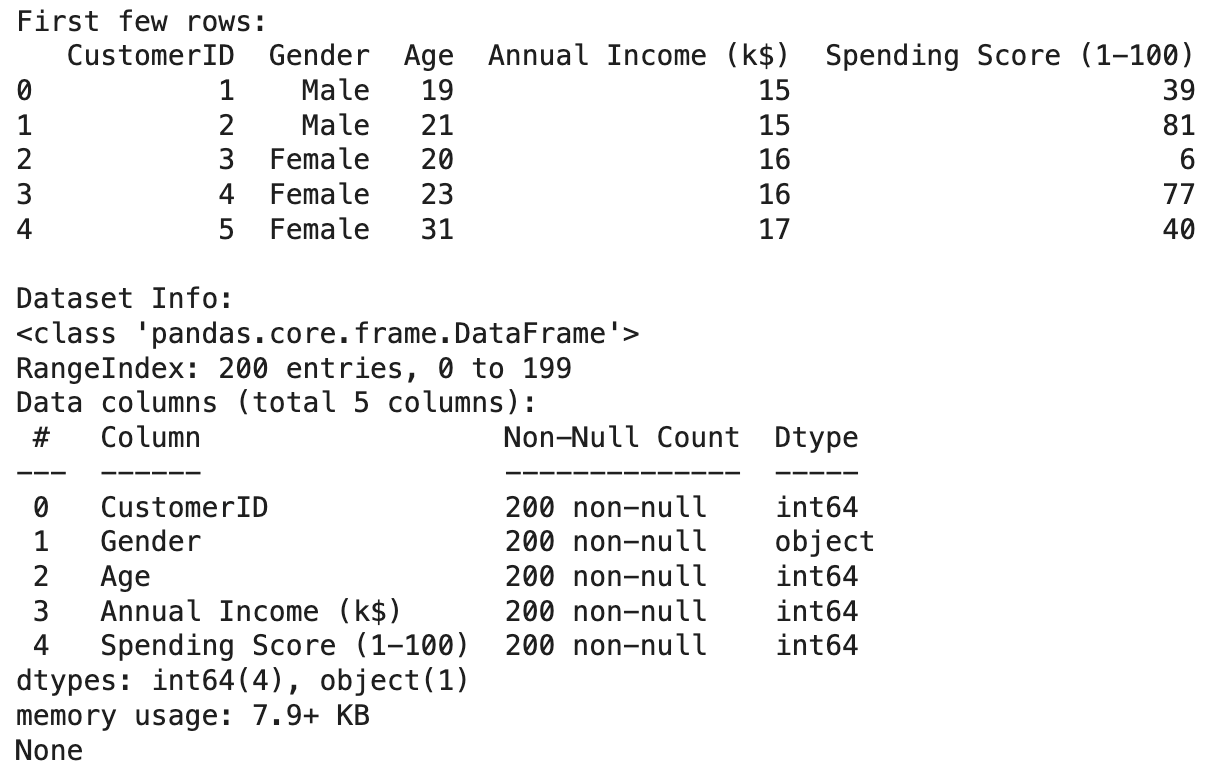 First few rows:
   CustomerID  Gender  Age  Annual Income (k$)  Spending Score (1-100)
0           1    Male   19                  15                      39
1           2    Male   21                  15                      81
2           3  Female   20                  16                       6
3           4  Female   23                  16                      77
4           5  Female   31                  17                      40

Dataset Info:
<class 'pandas.core.frame.DataFrame'>
RangeIndex: 200 entries, 0 to 199
Data columns (total 5 columns):
 #   Column                  Non-Null Count  Dtype
---  ------                  --------------  -----
 0   CustomerID              200 non-null    int64
 1   Gender                  200 non-null    object
 2   Age                     200 non-null    int64
 3   Annual Income (k$)      200 non-null    int64
 4   Spending Score (1-100)  200 non-null    int64
dtypes: int64(4), object(1)
memory usage: 7.9+ KB
None